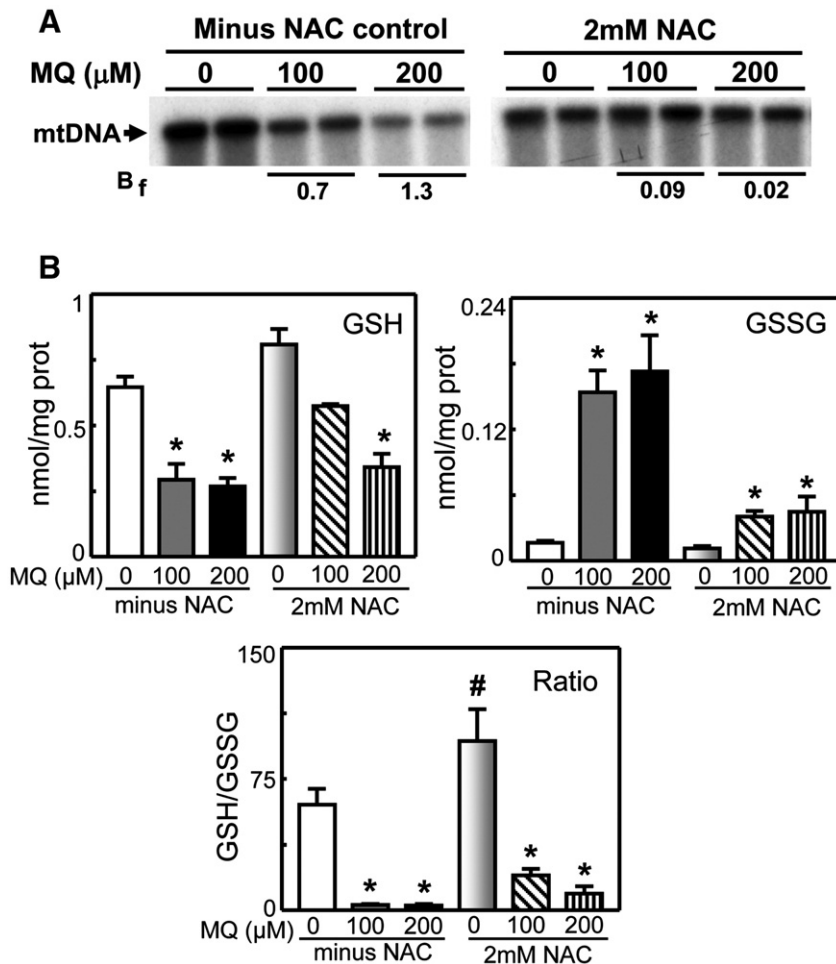 A
Minus NAC control
2mM NAC
MQ (μM) 0 100 200 0 100 200
mtDNA
Bf 0.7 1.3 0.09 0.02
B
1
GSH
nmol/mg prot
0.5
* * *
0
MQ (μM) 0 100 200 0 100 200
minus NAC 2mM NAC
0.24
GSSG
nmol/mg prot
0.12
* * * *
0
0 100 200 0 100 200
minus NAC 2mM NAC
150
Ratio
#
GSH/GSSG
75
* * * *
0
MQ (μM) 0 100 200 0 100 200
minus NAC 2mM NAC